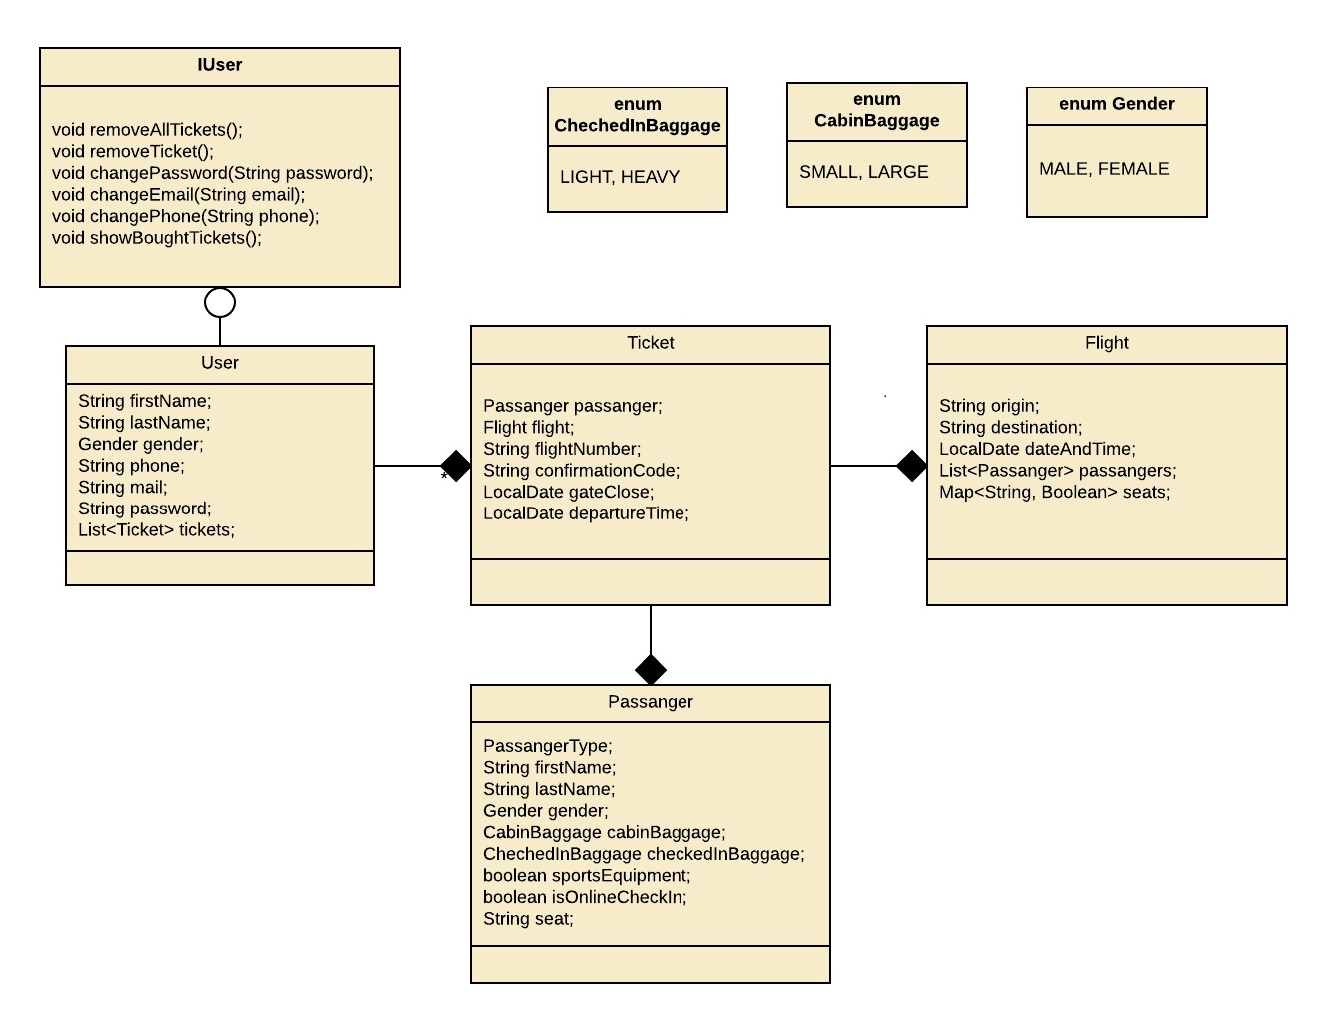 IUser
void removeAllTickets();
void removeTicket();
void changePassword(String password);
void changeEmail(String email);
void changePhone(String phone);
void showBoughtTickets();
enum
ChechedInBaggage
LIGHT, HEAVY
enum
CabinBaggage
SMALL, LARGE
enum Gender
MALE, FEMALE
User
String firstName;
String lastName;
Gender gender;
String phone;
String mail;
String password;
List<Ticket> tickets;
*
Ticket
Passanger passanger;
Flight flight;
String flightNumber;
String confirmationCode;
LocalDate gateClose;
LocalDate departureTime;
.
Flight
String origin;
String destination;
LocalDate dateAndTime;
List<Passanger> passangers;
Map<String, Boolean> seats;
Passanger
PassangerType;
String firstName;
String lastName;
Gender gender;
CabinBaggage cabinBaggage;
ChechedInBaggage checkedInBaggage;
boolean sportsEquipment;
boolean isOnlineCheckIn;
String seat;